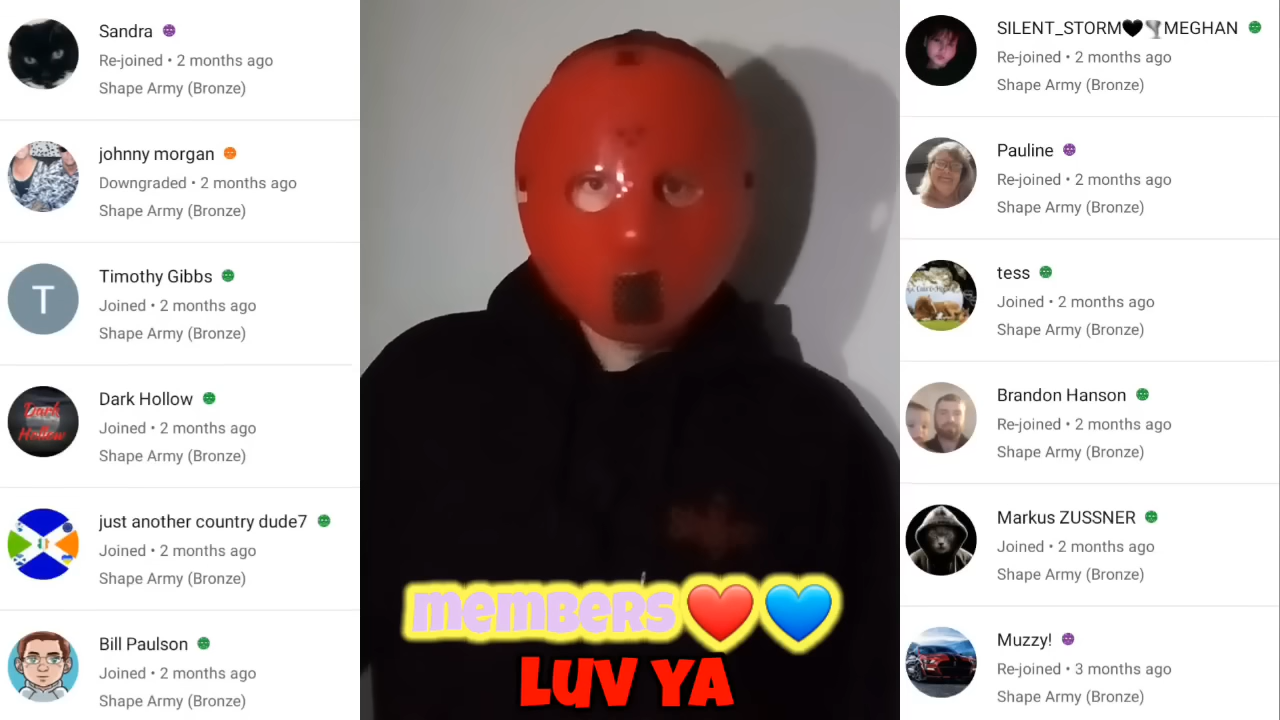 Sandra
Re-joined • 2 months ago
Shape Army (Bronze)
johnny morgan
Downgraded • 2 months ago
Shape Army (Bronze)
T
Timothy Gibbs
Joined • 2 months ago
Shape Army (Bronze)
Dark
Hollow
Dark Hollow
Joined • 2 months ago
Shape Army (Bronze)
just another country dude7
Joined • 2 months ago
Shape Army (Bronze)
Bill Paulson
Joined • 2 months ago
Shape Army (Bronze)
members❤️💙
LUV YA
SILENT_STORM🖤🌪️MEGHAN
Re-joined • 2 months ago
Shape Army (Bronze)
Pauline
Re-joined • 2 months ago
Shape Army (Bronze)
tess
Joined • 2 months ago
Shape Army (Bronze)
Brandon Hanson
Re-joined • 2 months ago
Shape Army (Bronze)
Markus ZUSSNER
Joined • 2 months ago
Shape Army (Bronze)
Muzzy!
Re-joined • 3 months ago
Shape Army (Bronze)